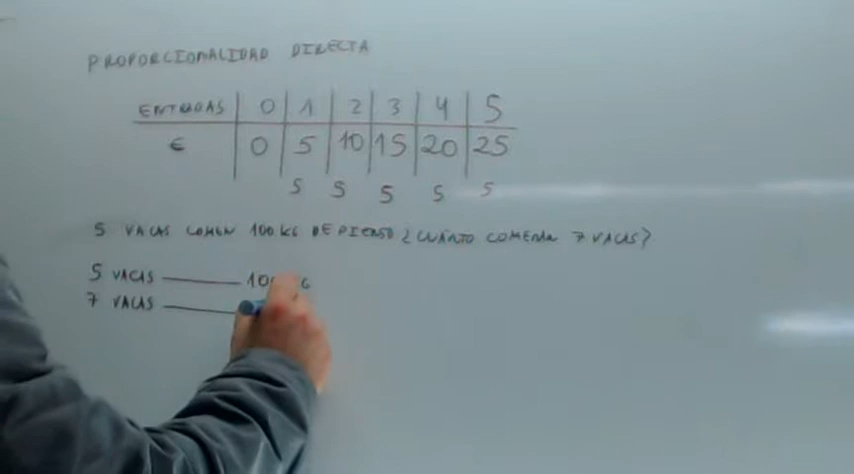 PROPORCIONALIDAD DIRECTA
ENTRADAS 0 1 2 3 4 5
€ 0 5 10 15 20 25
5 5 5 5 5
5 VACAS COMEN 100 KG DE PIENSO ¿CUÁNTO COMERÁN 7 VACAS?
5 VACAS
7 VACAS